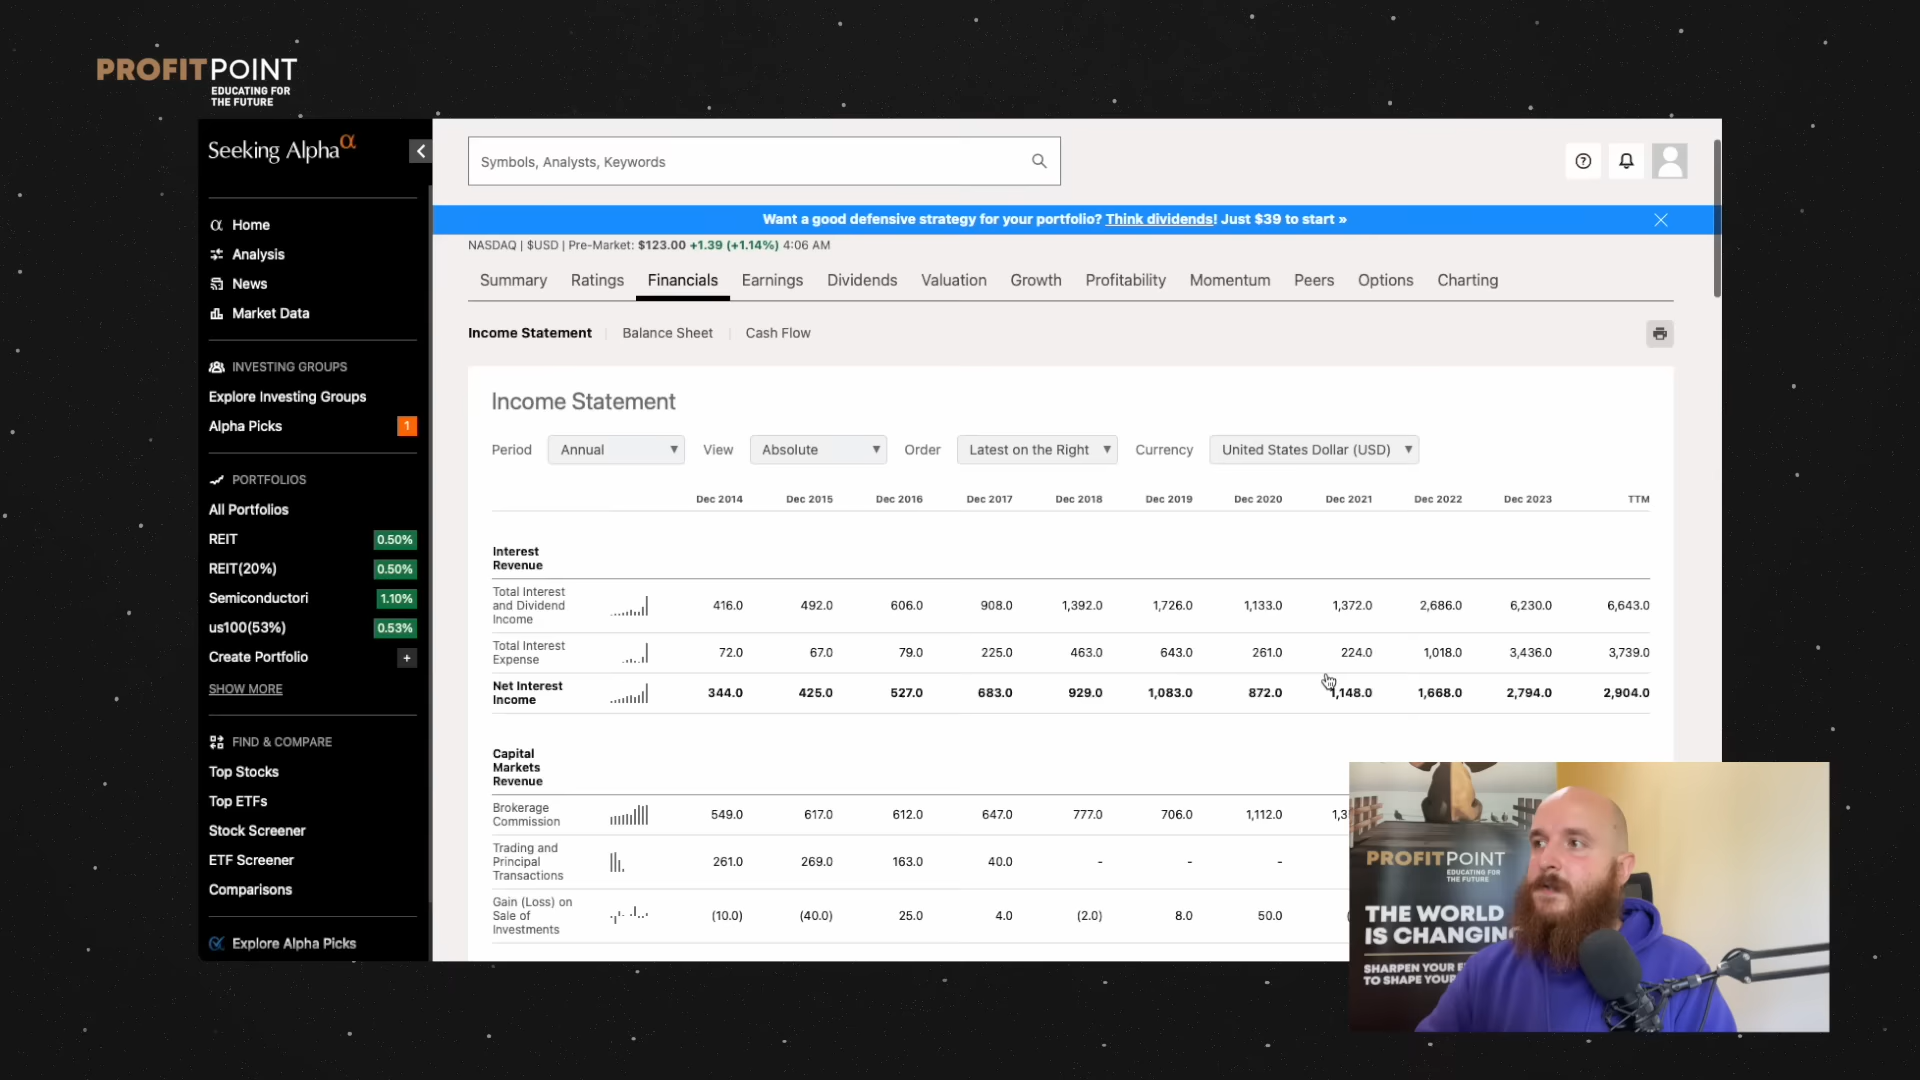 PROFITPOINT
EDUCATING FOR
THE FUTURE
Seeking Alpha α
Symbols, Analysts, Keywords
Want a good defensive strategy for your portfolio? Think dividends! Just $39 to start »
NASDAQ | $USD | Pre-Market: $123.00 +1.39 (+1.14%) 4:06 AM
Home
Analysis
News
Market Data
INVESTING GROUPS
Explore Investing Groups
Alpha Picks 1
PORTFOLIOS
All Portfolios
REIT 0.50%
REIT(20%) 0.50%
Semiconductori 1.10%
us100(53%) 0.53%
Create Portfolio +
SHOW MORE
FIND & COMPARE
Top Stocks
Top ETFs
Stock Screener
ETF Screener
Comparisons
Explore Alpha Picks
Summary Ratings Financials Earnings Dividends Valuation Growth Profitability Momentum Peers Options Charting
Income Statement Balance Sheet Cash Flow
Income Statement
Period Annual View Absolute Order Latest on the Right Currency United States Dollar (USD)
Dec 2014 Dec 2015 Dec 2016 Dec 2017 Dec 2018 Dec 2019 Dec 2020 Dec 2021 Dec 2022 Dec 2023 TTM
Interest
Revenue
Total Interest
and Dividend 416.0 492.0 606.0 908.0 1,392.0 1,726.0 1,133.0 1,372.0 2,686.0 6,230.0 6,643.0
Income
Total Interest
Expense 72.0 67.0 79.0 225.0 463.0 643.0 261.0 224.0 1,018.0 3,436.0 3,739.0
Net Interest
Income 344.0 425.0 527.0 683.0 929.0 1,083.0 872.0 1,148.0 1,668.0 2,794.0 2,904.0
Capital
Markets
Revenue
Brokerage
Commission 549.0 617.0 612.0 647.0 777.0 706.0 1,112.0 1,3
Trading and
Principal 261.0 269.0 163.0 40.0 - - -
Transactions
Gain (Loss) on
Sale of (10.0) (40.0) 25.0 4.0 (2.0) 8.0 50.0 (
Investments
PROFITPOINT
EDUCATING FOR
THE FUTURE
THE WORLD
IS CHANGIN
SHARPEN YOUR
TO SHAPE YOUR